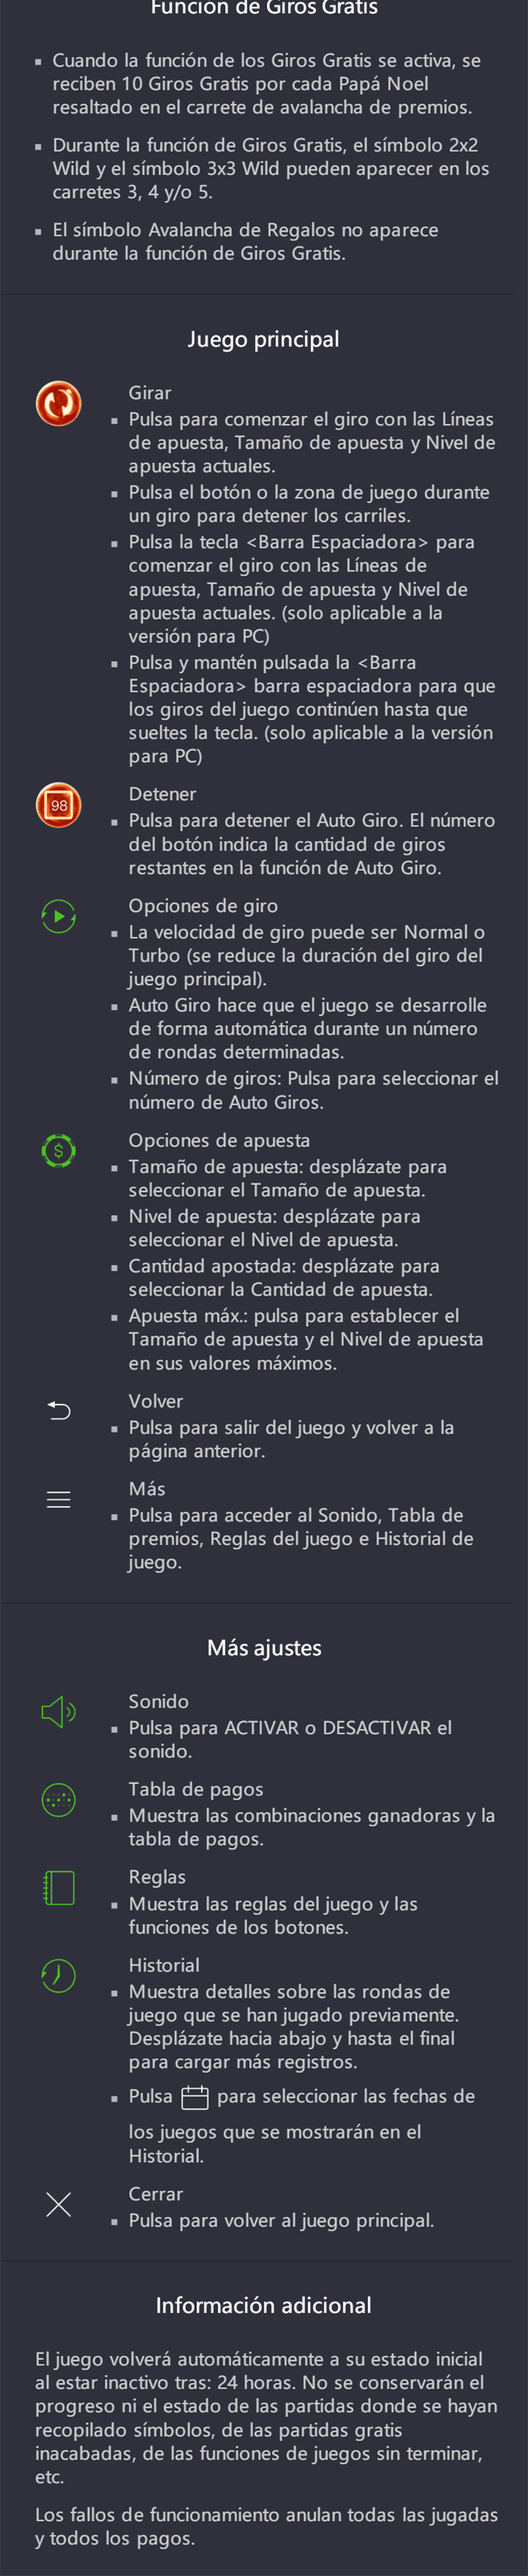 Función de Giros Gratis
▪ Cuando la función de los Giros Gratis se activa, se
reciben 10 Giros Gratis por cada Papá Noel
resaltado en el carrete de avalancha de premios.
▪ Durante la función de Giros Gratis, el símbolo 2x2
Wild y el símbolo 3x3 Wild pueden aparecer en los
carretes 3, 4 y/o 5.
▪ El símbolo Avalancha de Regalos no aparece
durante la función de Giros Gratis.
Juego principal
Girar
▪ Pulsa para comenzar el giro con las Líneas
de apuesta, Tamaño de apuesta y Nivel de
apuesta actuales.
▪ Pulsa el botón o la zona de juego durante
un giro para detener los carriles.
▪ Pulsa la tecla <Barra Espaciadora> para
comenzar el giro con las Líneas de
apuesta, Tamaño de apuesta y Nivel de
apuesta actuales. (solo aplicable a la
versión para PC)
▪ Pulsa y mantén pulsada la <Barra
Espaciadora> barra espaciadora para que
los giros del juego continúen hasta que
sueltes la tecla. (solo aplicable a la versión
para PC)
98
Detener
▪ Pulsa para detener el Auto Giro. El número
del botón indica la cantidad de giros
restantes en la función de Auto Giro.
Opciones de giro
▪ La velocidad de giro puede ser Normal o
Turbo (se reduce la duración del giro del
juego principal).
▪ Auto Giro hace que el juego se desarrolle
de forma automática durante un número
de rondas determinadas.
▪ Número de giros: Pulsa para seleccionar el
número de Auto Giros.
$
Opciones de apuesta
▪ Tamaño de apuesta: desplázate para
seleccionar el Tamaño de apuesta.
▪ Nivel de apuesta: desplázate para
seleccionar el Nivel de apuesta.
▪ Cantidad apostada: desplázate para
seleccionar la Cantidad de apuesta.
▪ Apuesta máx.: pulsa para establecer el
Tamaño de apuesta y el Nivel de apuesta
en sus valores máximos.
Volver
▪ Pulsa para salir del juego y volver a la
página anterior.
Más
▪ Pulsa para acceder al Sonido, Tabla de
premios, Reglas del juego e Historial de
juego.
Más ajustes
Sonido
▪ Pulsa para ACTIVAR o DESACTIVAR el
sonido.
Tabla de pagos
▪ Muestra las combinaciones ganadoras y la
tabla de pagos.
Reglas
▪ Muestra las reglas del juego y las
funciones de los botones.
Historial
▪ Muestra detalles sobre las rondas de
juego que se han jugado previamente.
Desplázate hacia abajo y hasta el final
para cargar más registros.
▪ Pulsa para seleccionar las fechas de
los juegos que se mostrarán en el
Historial.
Cerrar
▪ Pulsa para volver al juego principal.
Información adicional
El juego volverá automáticamente a su estado inicial
al estar inactivo tras: 24 horas. No se conservarán el
progreso ni el estado de las partidas donde se hayan
recopilado símbolos, de las partidas gratis
inacabadas, de las funciones de juegos sin terminar,
etc.
Los fallos de funcionamiento anulan todas las jugadas
y todos los pagos.